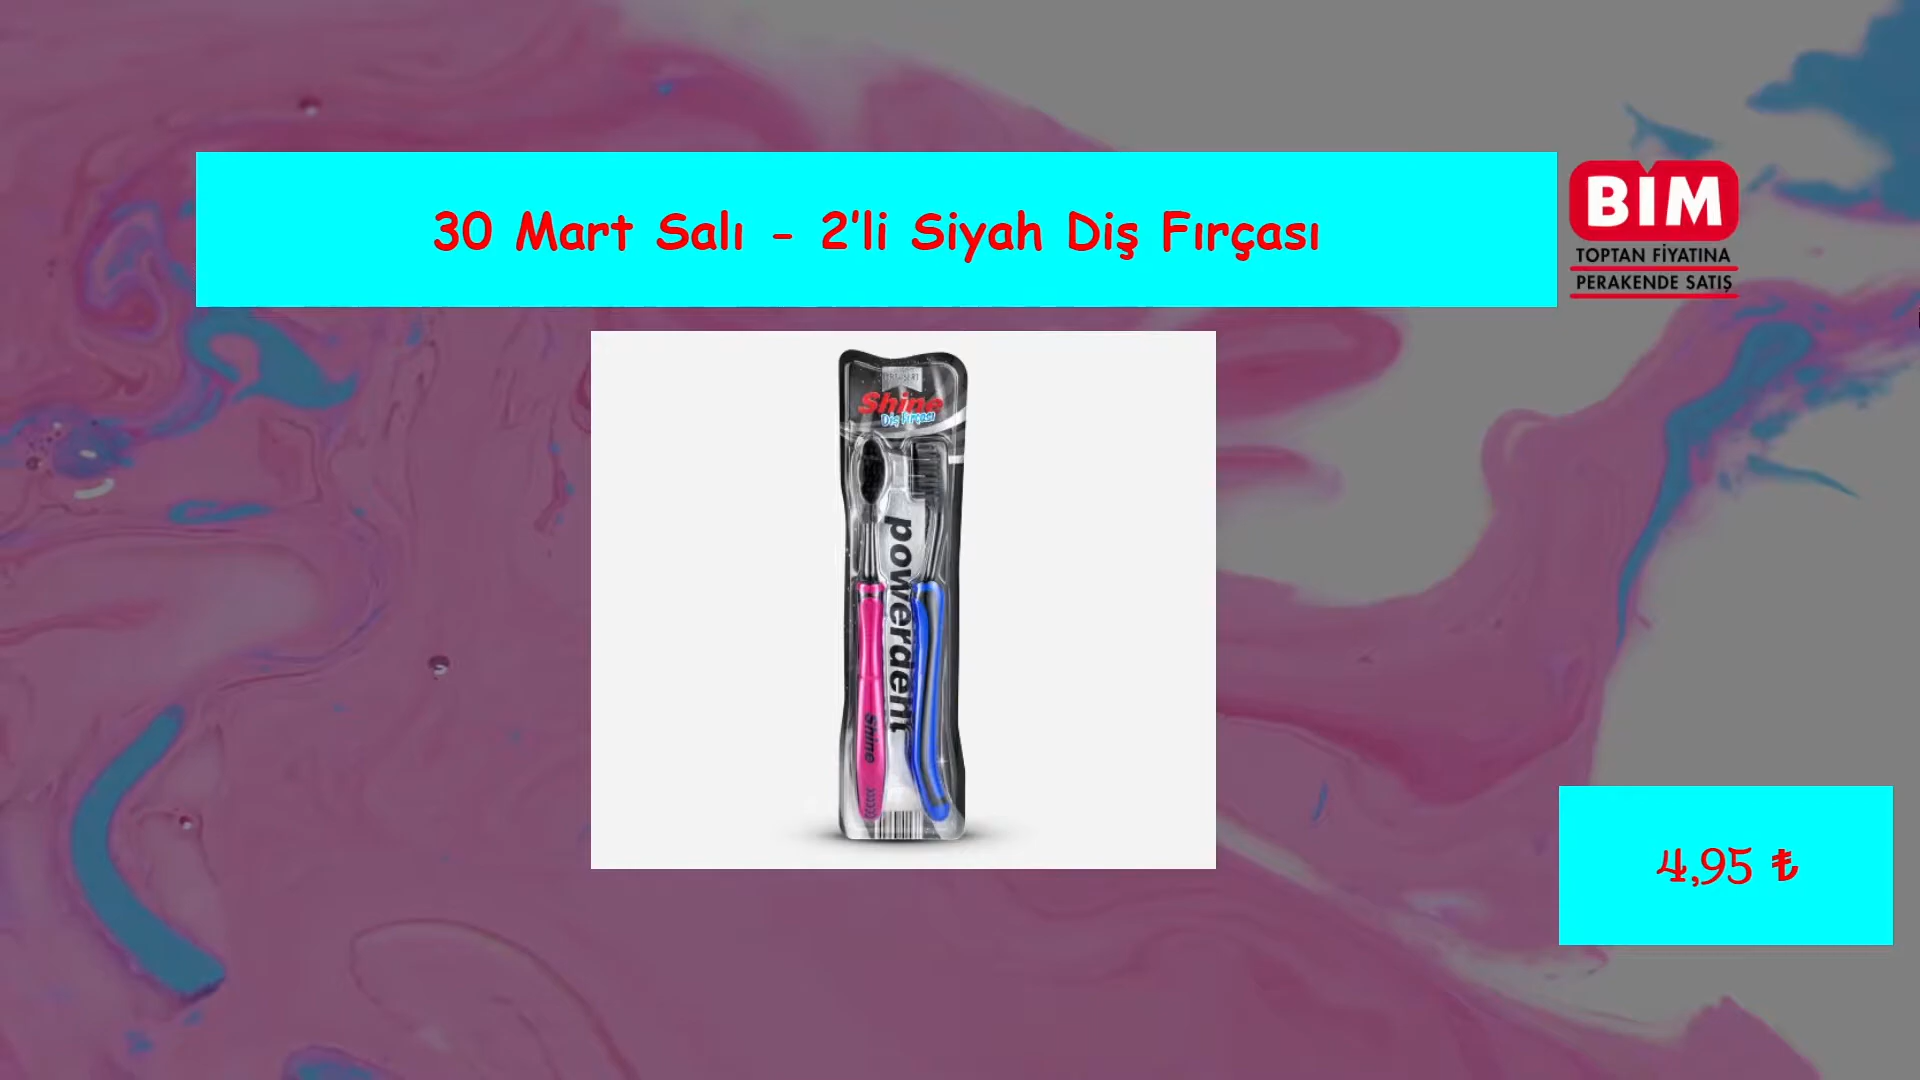 30 Mart Salı - 2'li Siyah Diş Fırçası
BİM
TOPTAN FİYATINA
PERAKENDE SATIŞ
Shine
Diş Fırçası
powerdent
Shine
4,95 ₺